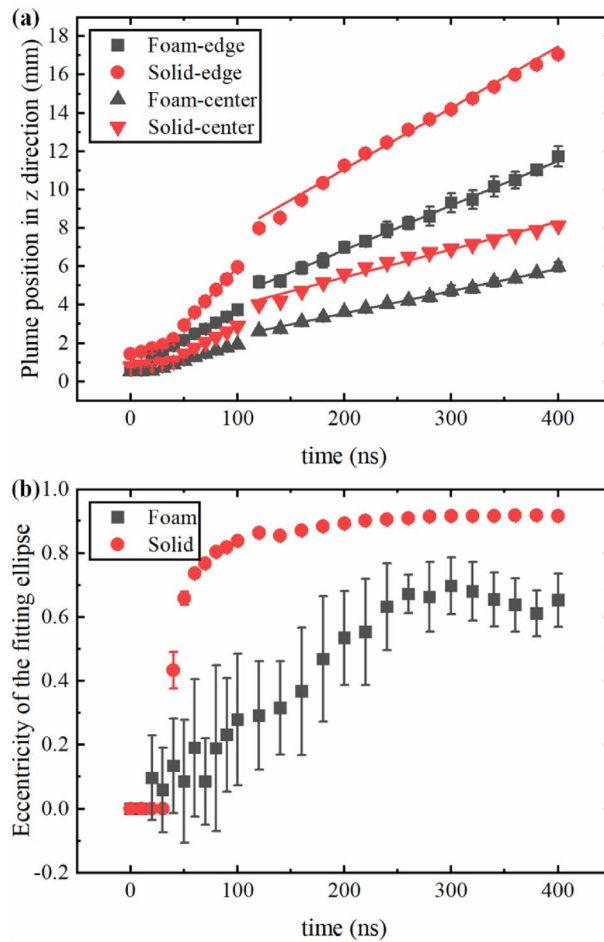 (a)
18
16
14
12
10
8
6
4
2
0
Plume position in z direction (mm)
Foam-edge
Solid-edge
Foam-center
Solid-center
0 100 200 300 400
time (ns)
(b)
1.0
0.8
0.6
0.4
0.2
0.0
-0.2
Eccentricity of the fitting ellipse
Foam
Solid
0 100 200 300 400
time (ns)